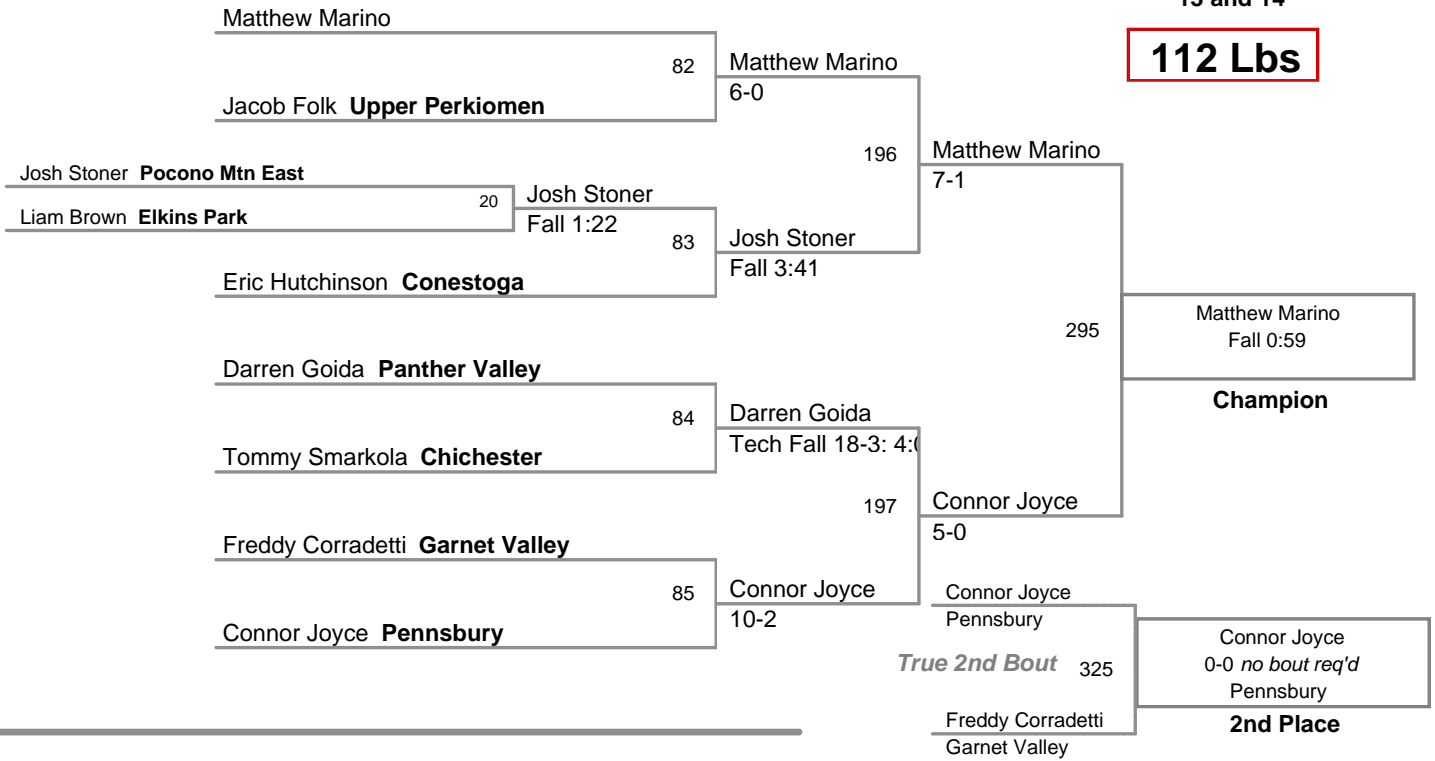 13 and 14
112 Lbs
Matthew Marino
82
Jacob Folk Upper Perkiomen
Matthew Marino
6-0
Josh Stoner Pocono Mtn East
20
Liam Brown Elkins Park
Josh Stoner
Fall 1:22
83
Eric Hutchinson Conestoga
Josh Stoner
Fall 3:41
196
Matthew Marino
7-1
Darren Goida Panther Valley
84
Tommy Smarkola Chichester
Darren Goida
Tech Fall 18-3: 4:
Freddy Corradetti Garnet Valley
85
Connor Joyce Pennsbury
Connor Joyce
10-2
197
Connor Joyce
5-0
295
Matthew Marino
Fall 0:59
Champion
Connor Joyce
Pennsbury
True 2nd Bout 325
Freddy Corradetti
Garnet Valley
Connor Joyce
0-0 no bout req'd
Pennsbury
2nd Place